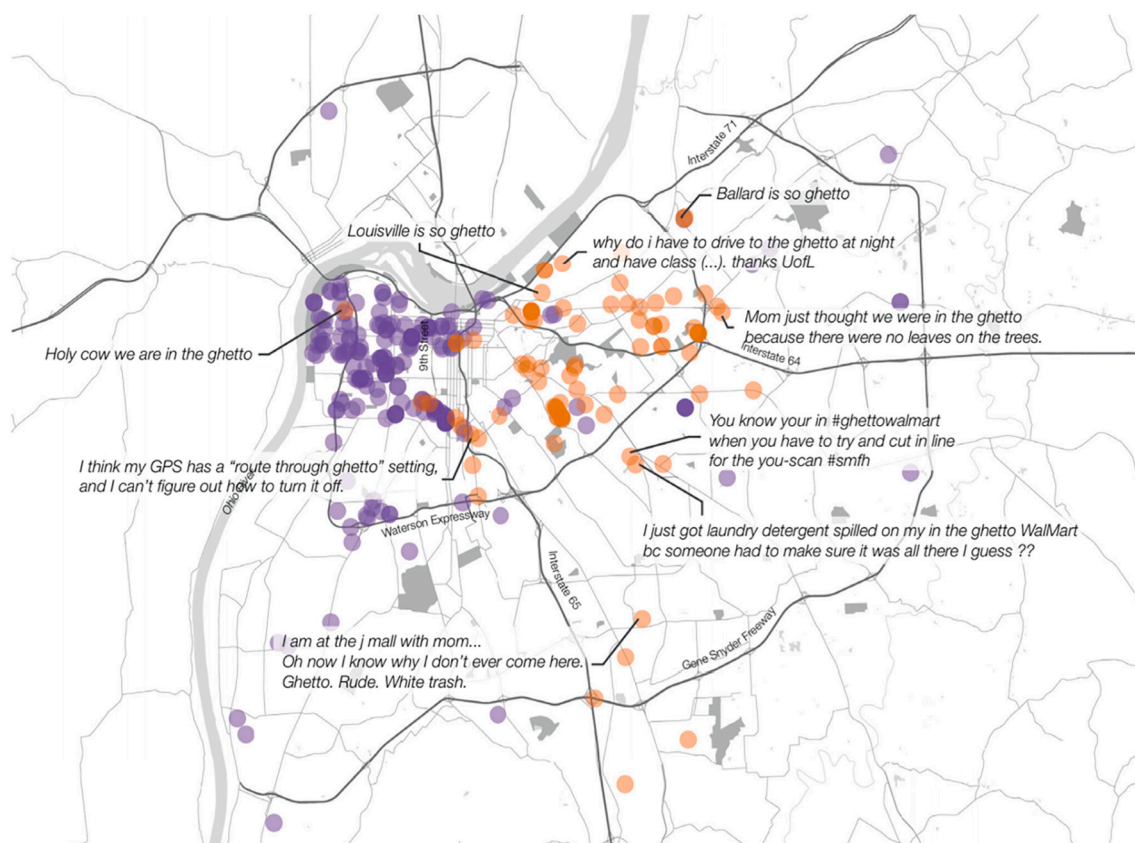 Interstate 71
Ballard is so ghetto
Louisville is so ghetto
why do i have to drive to the ghetto at night
and have class (...). thanks UofL
Holy cow we are in the ghetto
9th Street
Mom just thought we were in the ghetto
because there were no leaves on the trees.
Interstate 64
You know your in #ghettowalmart
when you have to try and cut in line
for the you-scan #smfh
I think my GPS has a “route through ghetto” setting,
and I can’t figure out how to turn it off.
Ohio River
Waterson Expressway
I just got laundry detergent spilled on my in the ghetto WalMart
bc someone had to make sure it was all there I guess ??
Interstate 65
I am at the j mall with mom...
Oh now I know why I don’t ever come here.
Ghetto. Rude. White trash.
Gene Snyder Freeway